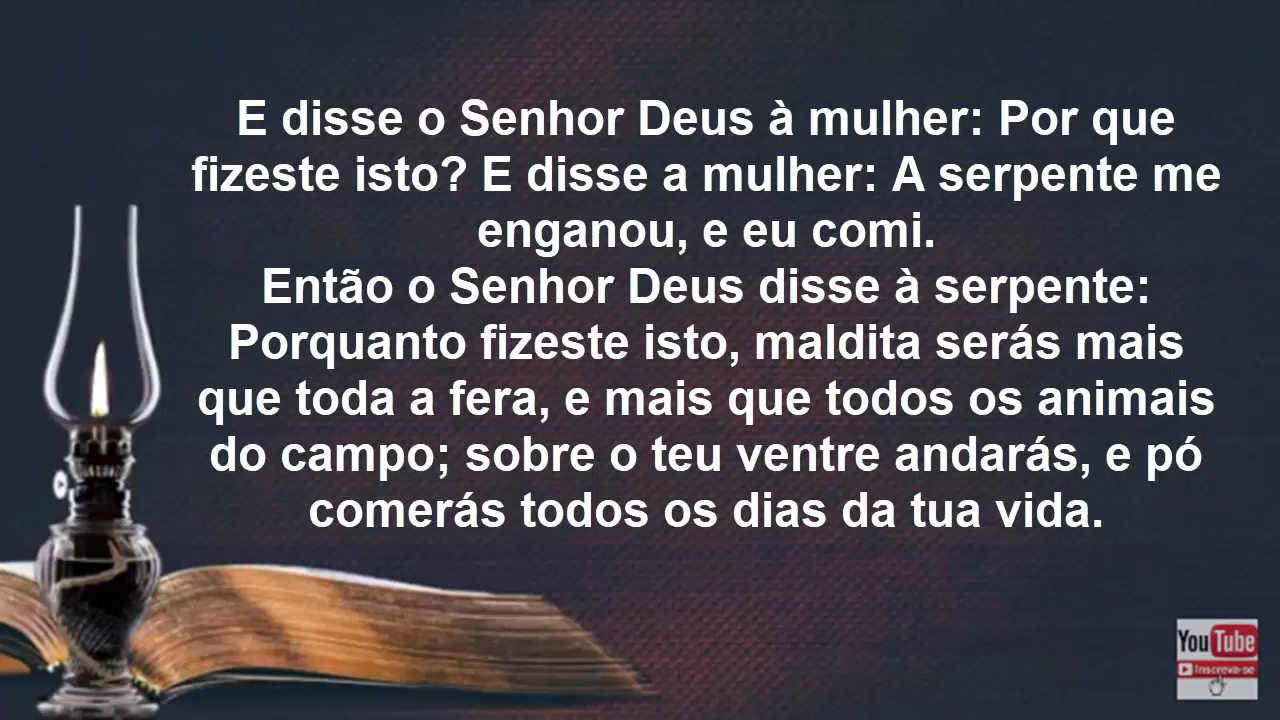 E disse o Senhor Deus à mulher: Por que
fizeste isto? E disse a mulher: A serpente me
enganou, e eu comi.
Então o Senhor Deus disse à serpente:
Porquanto fizeste isto, maldita serás mais
que toda a fera, e mais que todos os animais
do campo; sobre o teu ventre andarás, e pó
comerás todos os dias da tua vida.
YouTube
Inscreva-se